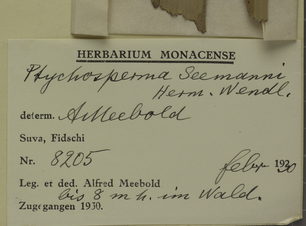 HERBARIUM MONACENSE
Ptychosperma Seemanni
Herm. Wendl.
determ. AMeebold
Suva, Fidschi
Nr. 8205
febr 1930
Leg. et ded. Alfred Meebold
bis 8 m h. im Wald.
Zugegangen 1930.